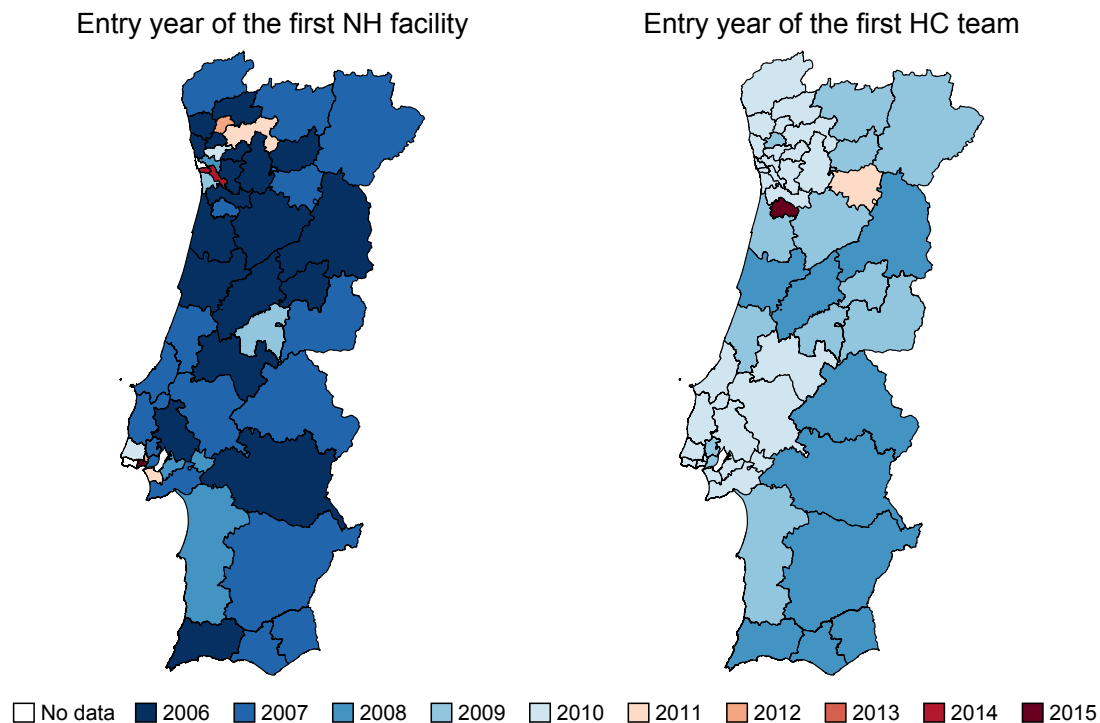 Entry year of the first NH facility
Entry year of the first HC team
No data 2006 2007 2008 2009 2010 2011 2012 2013 2014 2015